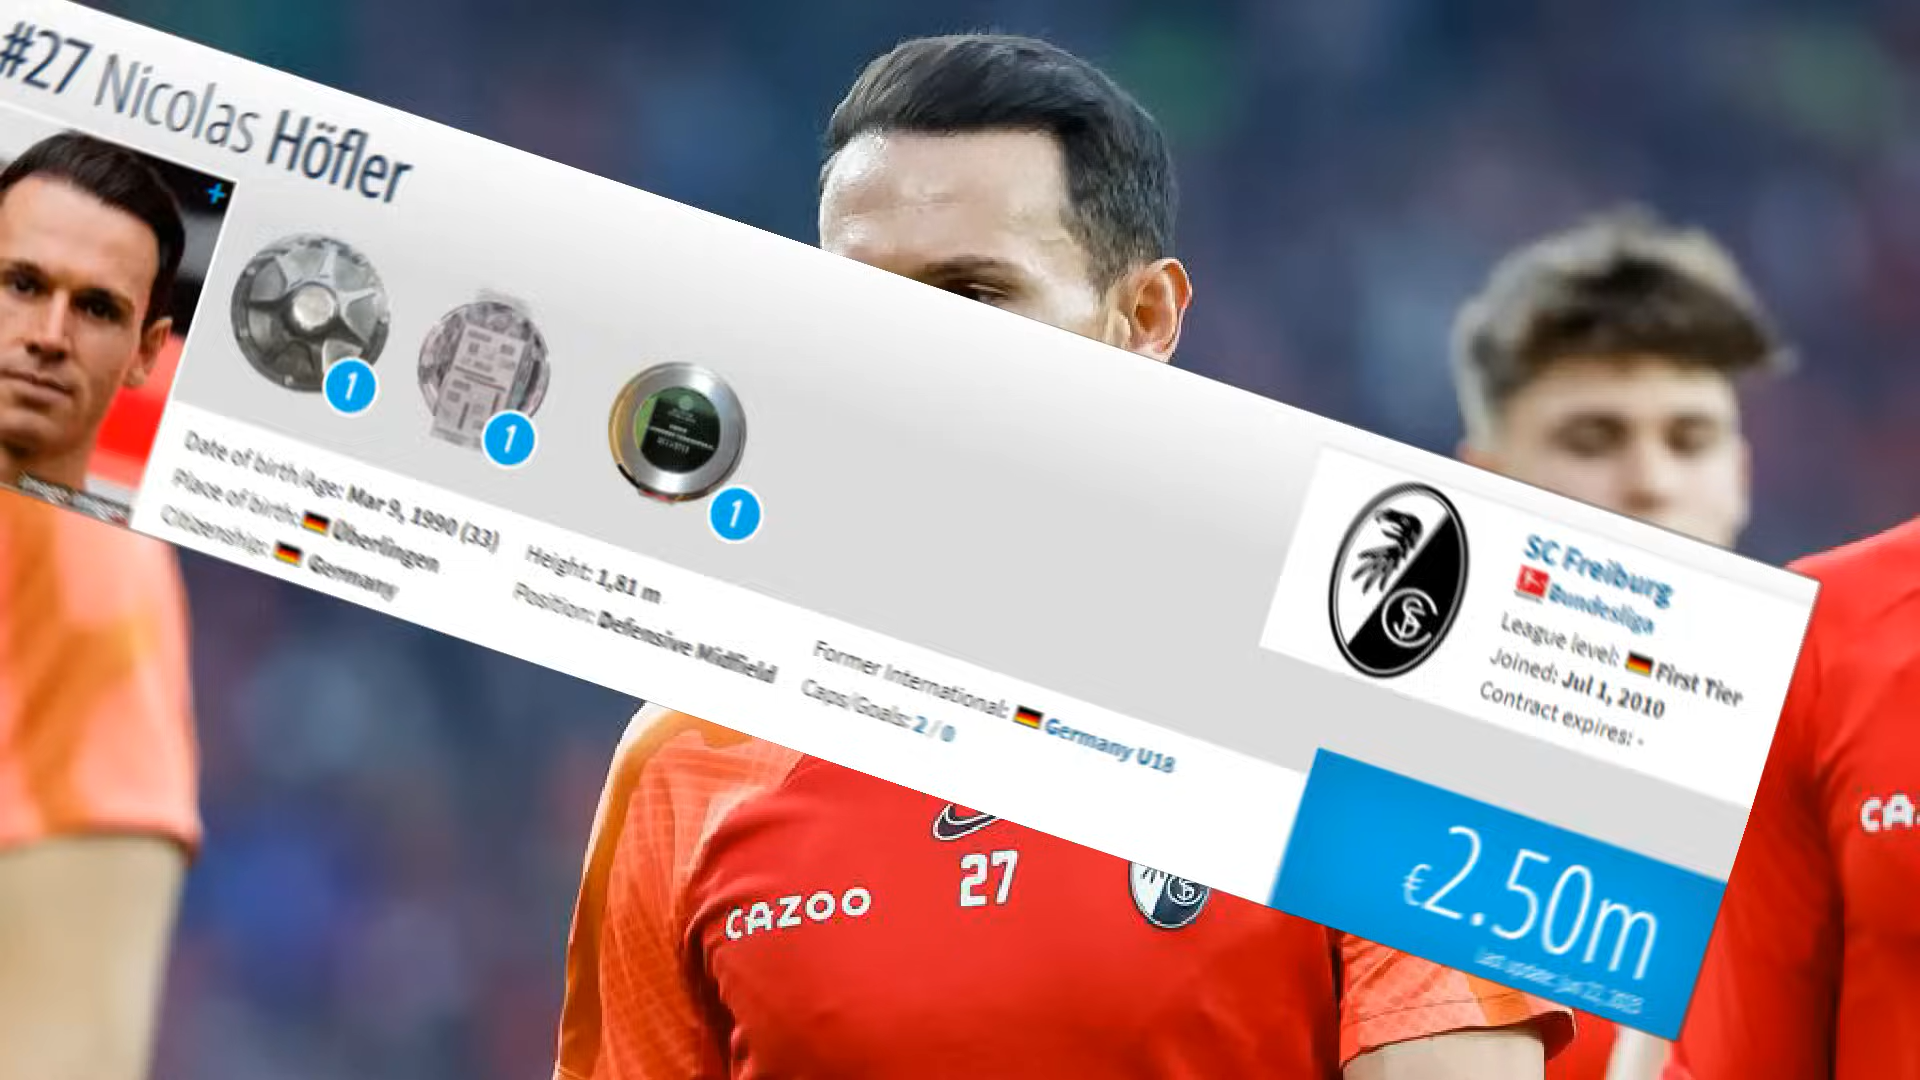 #27 Nicolas Höfler
+
1
1
1
Date of birth/Age: Mar 9, 1990 (33)
Place of birth: Überlingen
Citizenship: Germany
Height: 1,81 m
Position: Defensive Midfield
Former International: Germany U18
Caps/Goals: 2 / 0
SC Freiburg
Bundesliga
League level: First Tier
Joined: Jul 1, 2010
Contract expires: -
€2.50m
Last update:
CAZOO
27
CA